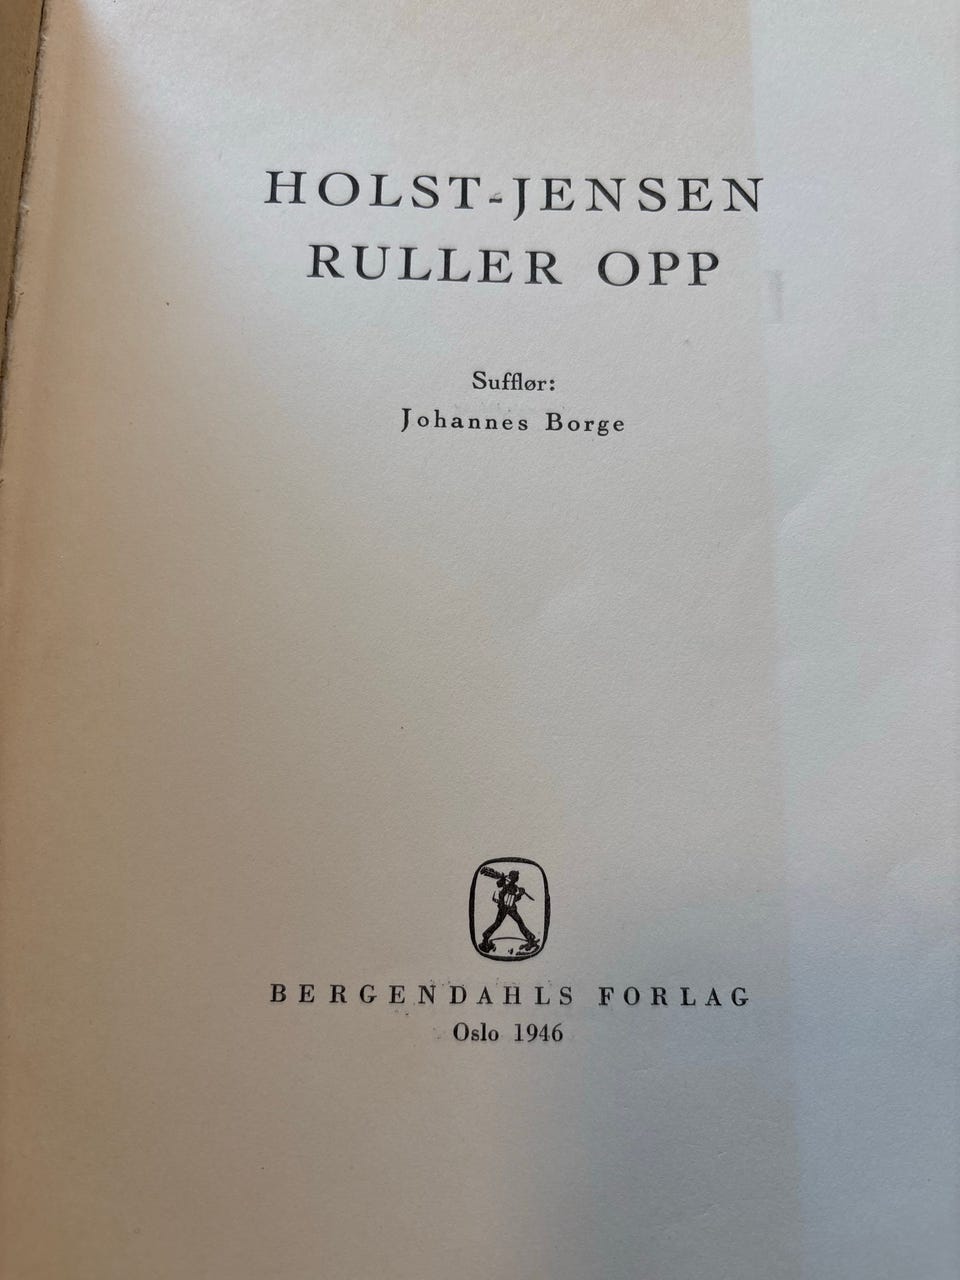 HOLST-JENSEN
RULLER OPP
Sufflør:
Johannes Borge
BERGENDAHLS FORLAG
Oslo 1946